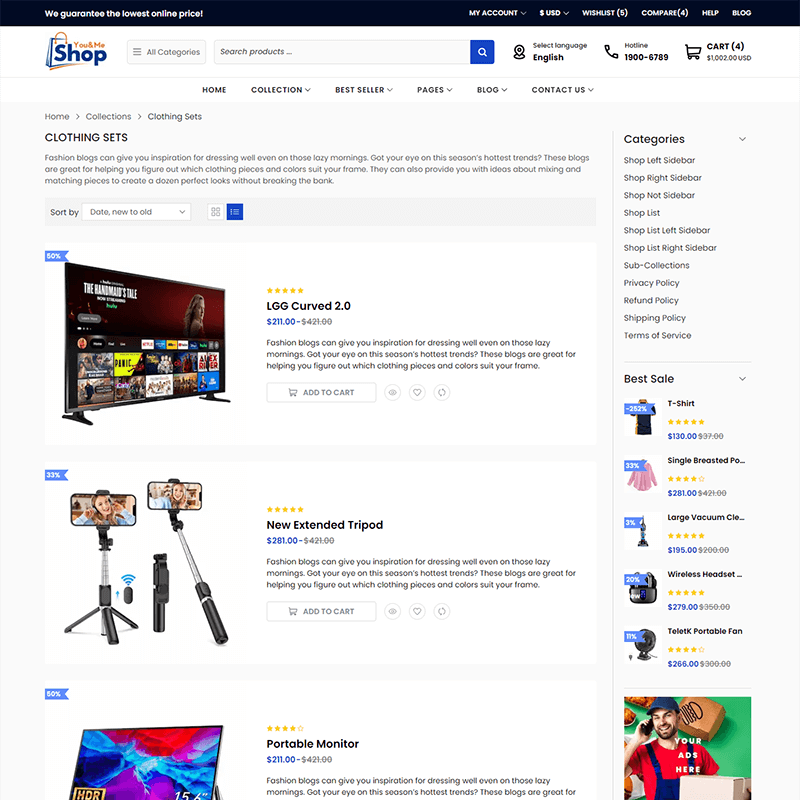 We guarantee the lowest online price!
MY ACCOUNT
$ USD
WISHLIST (5)
COMPARE(4)
HELP
BLOG
You&Me
Shop
All Categories
Search products ...
Select language
English
Hotline
1900-6789
CART (4)
$1,002.00 USD
HOME
COLLECTION
BEST SELLER
PAGES
BLOG
CONTACT US
Home > Collections > Clothing Sets
CLOTHING SETS
Fashion blogs can give you inspiration for dressing well even on those lazy mornings. Got your eye on this season's hottest trends? These blogs
are great for helping you figure out which clothing pieces and colors suit your frame. They can also provide you with ideas about mixing and
matching pieces to create a dozen perfect looks without breaking the bank.
Sort by
Date, new to old
50%
THE HANDMAID'S TALE
NOW STREAMING
hulu
PANIC
ALEX RIDER
LGG Curved 2.0
$211.00 - $421.00
Fashion blogs can give you inspiration for dressing well even on those lazy
mornings. Got your eye on this season's hottest trends? These blogs are great for
helping you figure out which clothing pieces and colors suit your frame.
ADD TO CART
33%
New Extended Tripod
$281.00 - $421.00
Fashion blogs can give you inspiration for dressing well even on those lazy
mornings. Got your eye on this season's hottest trends? These blogs are great for
helping you figure out which clothing pieces and colors suit your frame.
ADD TO CART
50%
HDR
15.6"
Portable Monitor
$211.00 - $421.00
Fashion blogs can give you inspiration for dressing well even on those lazy
mornings. Got your eye on this season's hottest trends? These blogs are great for
Categories
Shop Left Sidebar
Shop Right Sidebar
Shop Not Sidebar
Shop List
Shop List Left Sidebar
Shop List Right Sidebar
Sub-Collections
Privacy Policy
Refund Policy
Shipping Policy
Terms of Service
Best Sale
-252%
T-Shirt
$130.00 $37.00
33%
Single Breasted Po...
$281.00 $421.00
3%
Large Vacuum Cle...
$195.00 $200.00
20%
New
Wireless Headset ...
$279.00 $350.00
11%
TeletK Portable Fan
$266.00 $300.00
YOUR
ADS
HERE